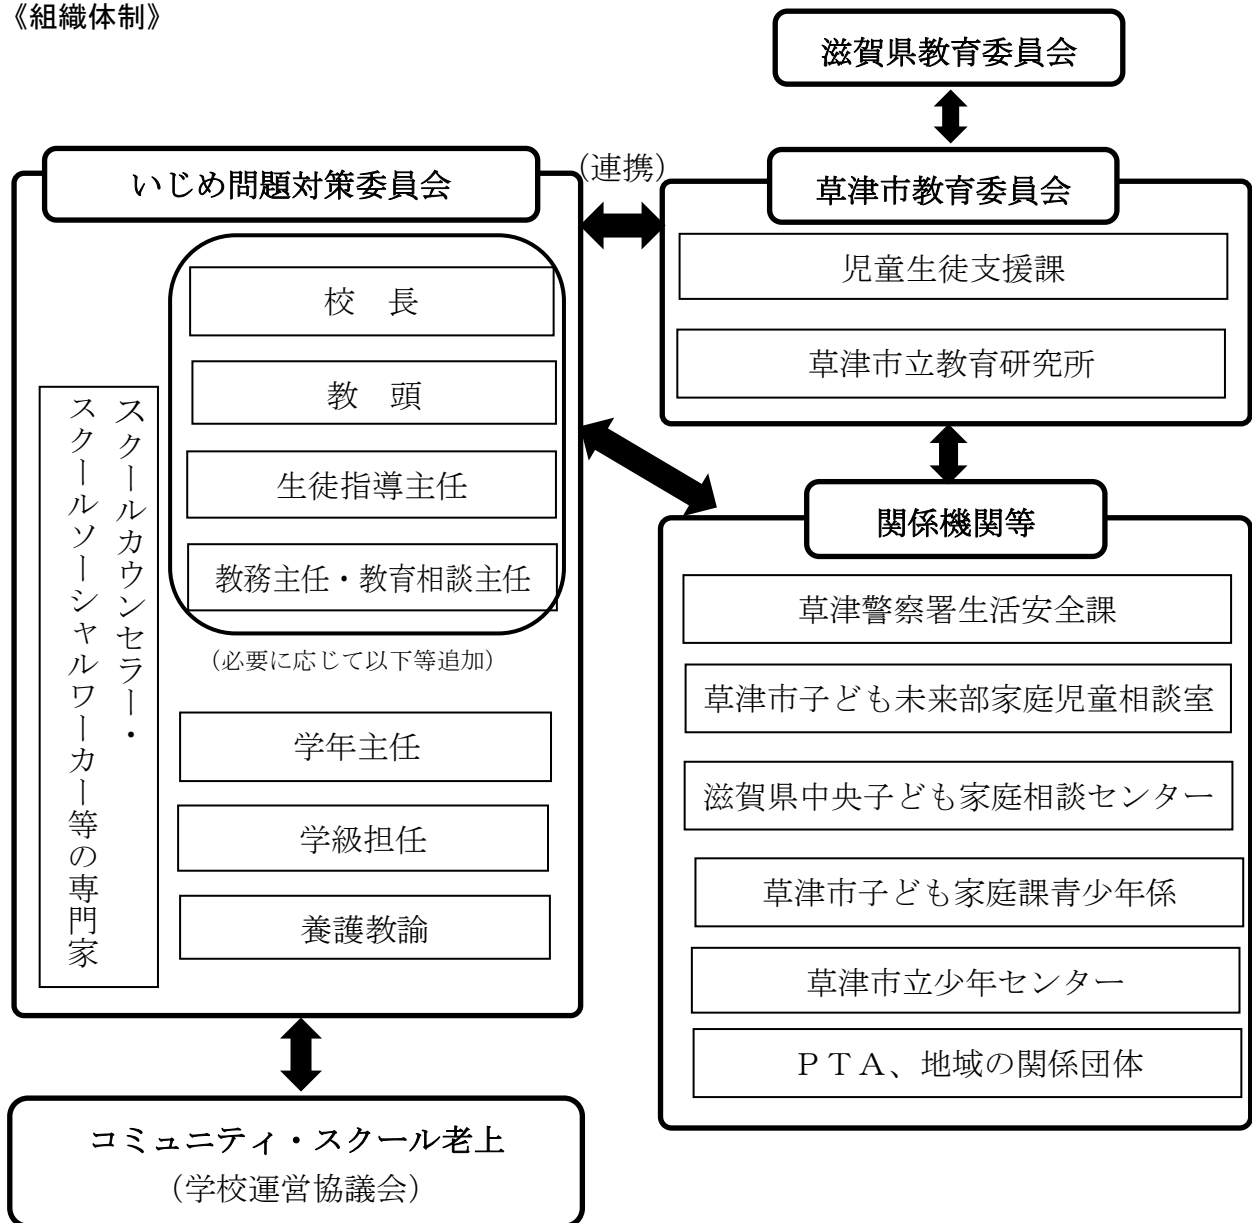 《組織体制》
滋賀県教育委員会
いじめ問題対策委員会
(連携)
草津市教育委員会
児童生徒支援課
草津市立教育研究所
校　長
教　頭
生徒指導主任
教務主任・教育相談主任
(必要に応じて以下等追加)
学年主任
学級担任
養護教諭
スクールカウンセラー・
スクールソーシャルワーカー等の専門家
関係機関等
草津警察署生活安全課
草津市子ども未来部家庭児童相談室
滋賀県中央子ども家庭相談センター
草津市子ども家庭課青少年係
草津市立少年センター
ＰＴＡ、地域の関係団体
コミュニティ・スクール老上
(学校運営協議会)